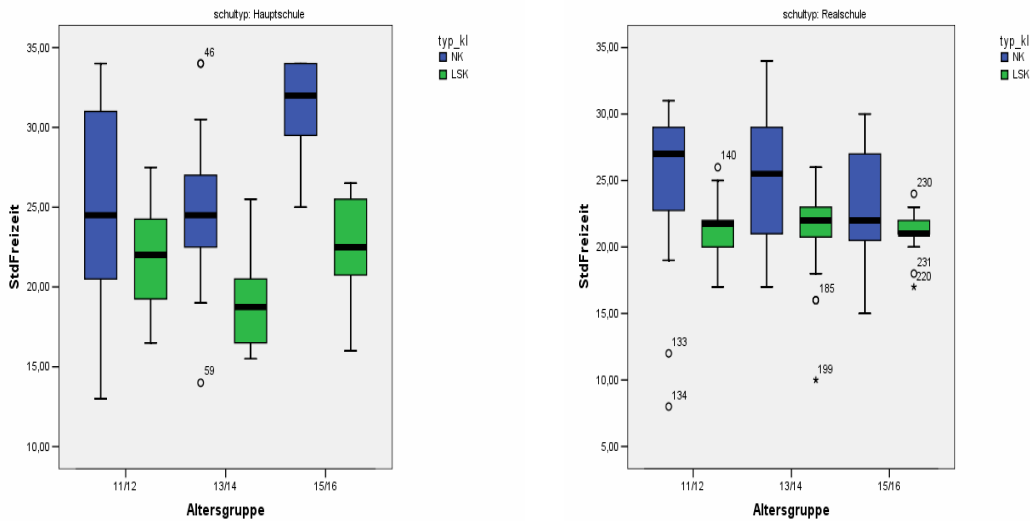 schultyp: Hauptschule
35,00
30,00
25,00
20,00
15,00
10,00
StdFreizeit
46
59
11/12
13/14
15/16
Altersgruppe
typ_kl
NK
LSK
schultyp: Realschule
35,00
30,00
25,00
20,00
15,00
10,00
5,00
StdFreizeit
140
230
231
220
185
133
199
134
11/12
13/14
15/16
Altersgruppe
typ_kl
NK
LSK